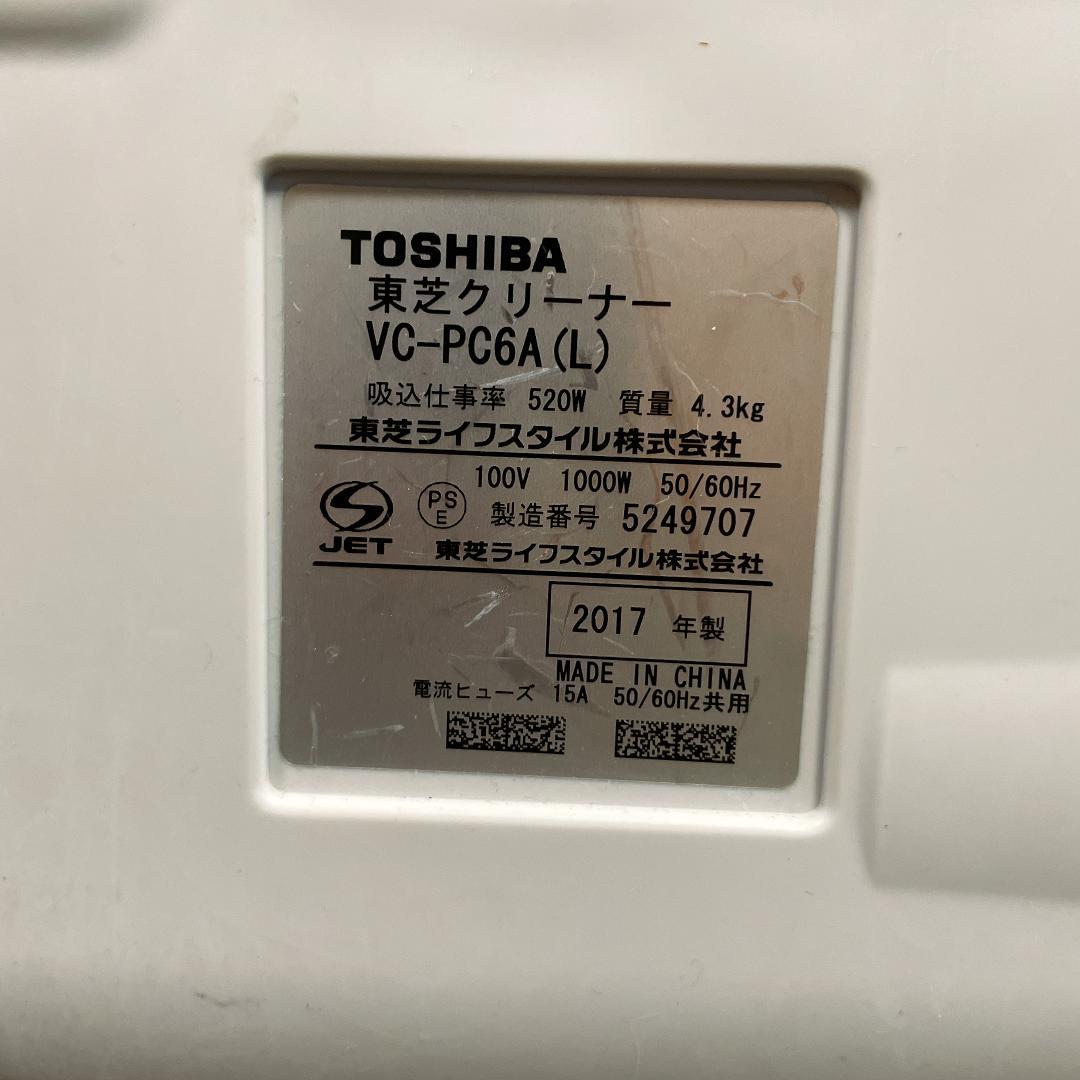 TOSHIBA
東芝クリーナー
VC-PC6A(L)
吸込仕事率 520W 質量 4.3kg
東芝ライフスタイル株式会社
100V 1000W 50/60Hz
JET PS E 製造番号 5249707
東芝ライフスタイル株式会社
2017 年製
MADE IN CHINA
電流ヒューズ 15A 50/60Hz共用